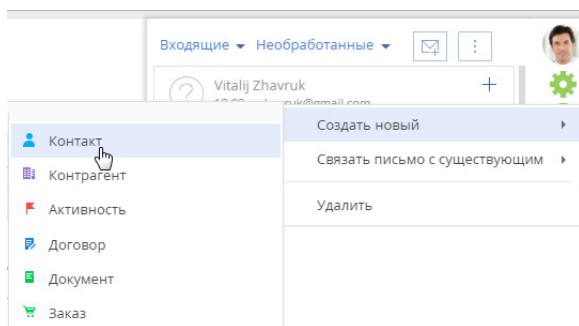 Входящие Необработанные
Vitalij Zhavruk
Создать новый
Связать письмо с существующим
Удалить
Контакт
Контрагент
Активность
Договор
Документ
Заказ